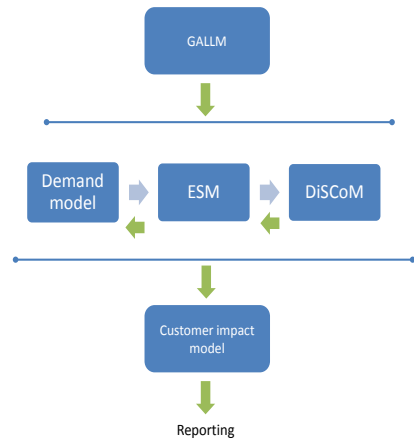 GALLM
Demand
model
ESM
DiSCoM
Customer impact
model
Reporting